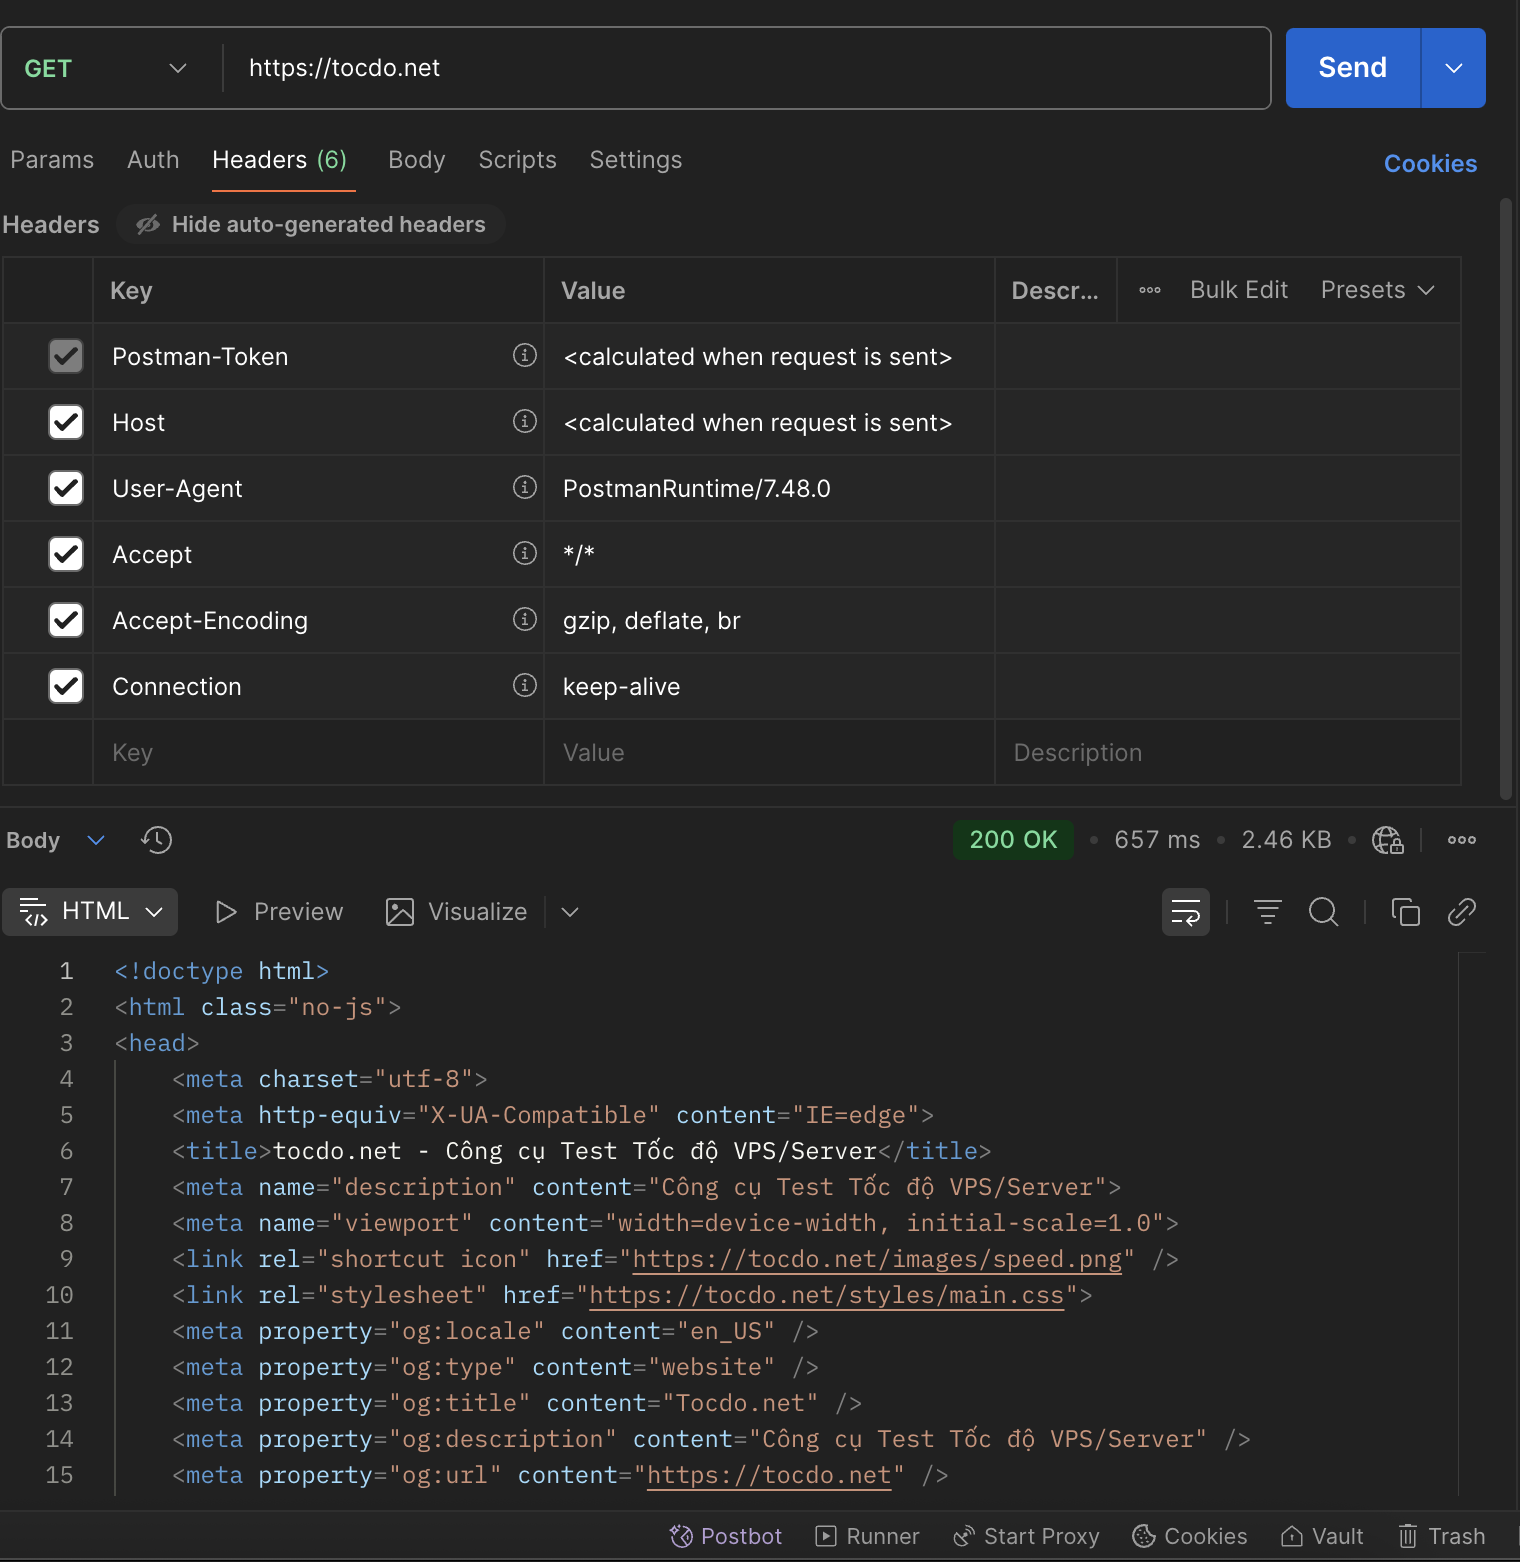 GET https://tocdo.net Send
Params Auth Headers (6) Body Scripts Settings Cookies
Headers Hide auto-generated headers
Key Value Descr... Bulk Edit Presets
Postman-Token <calculated when request is sent>
Host <calculated when request is sent>
User-Agent PostmanRuntime/7.48.0
Accept */*
Accept-Encoding gzip, deflate, br
Connection keep-alive
Key Value Description
Body 200 OK • 657 ms • 2.46 KB •
HTML Preview Visualize
1 <!doctype html>
2 <html class="no-js">
3 <head>
4 <meta charset="utf-8">
5 <meta http-equiv="X-UA-Compatible" content="IE=edge">
6 <title>tocdo.net - Công cụ Test Tốc độ VPS/Server</title>
7 <meta name="description" content="Công cụ Test Tốc độ VPS/Server">
8 <meta name="viewport" content="width=device-width, initial-scale=1.0">
9 <link rel="shortcut icon" href="https://tocdo.net/images/speed.png" />
10 <link rel="stylesheet" href="https://tocdo.net/styles/main.css">
11 <meta property="og:locale" content="en_US" />
12 <meta property="og:type" content="website" />
13 <meta property="og:title" content="Tocdo.net" />
14 <meta property="og:description" content="Công cụ Test Tốc độ VPS/Server" />
15 <meta property="og:url" content="https://tocdo.net" />
Postbot Runner Start Proxy Cookies Vault Trash